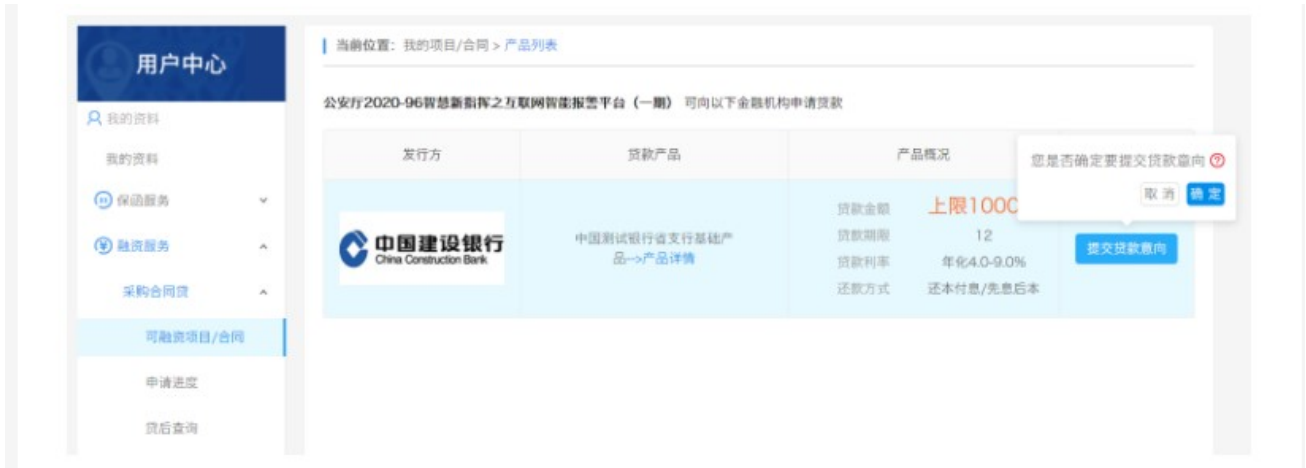 用户中心
我的资料
我的资料
保函服务
融资服务
采购合同贷
可融资项目/合同
申请进度
贷后查询
当前位置：我的项目/合同 > 产品列表
公安厅2020-96智慧新指挥之互联网智能报警平台（一期） 可向以下金融机构申请贷款
发行方 贷款产品 产品概况
您是否确定要提交贷款意向
取消 确定
中国建设银行
China Construction Bank
中国测试银行省支行基础产
品-->产品详情
贷款金额 上限1000
贷款期限 12
贷款利率 年化4.0-9.0%
还款方式 还本付息/先息后本
提交贷款意向